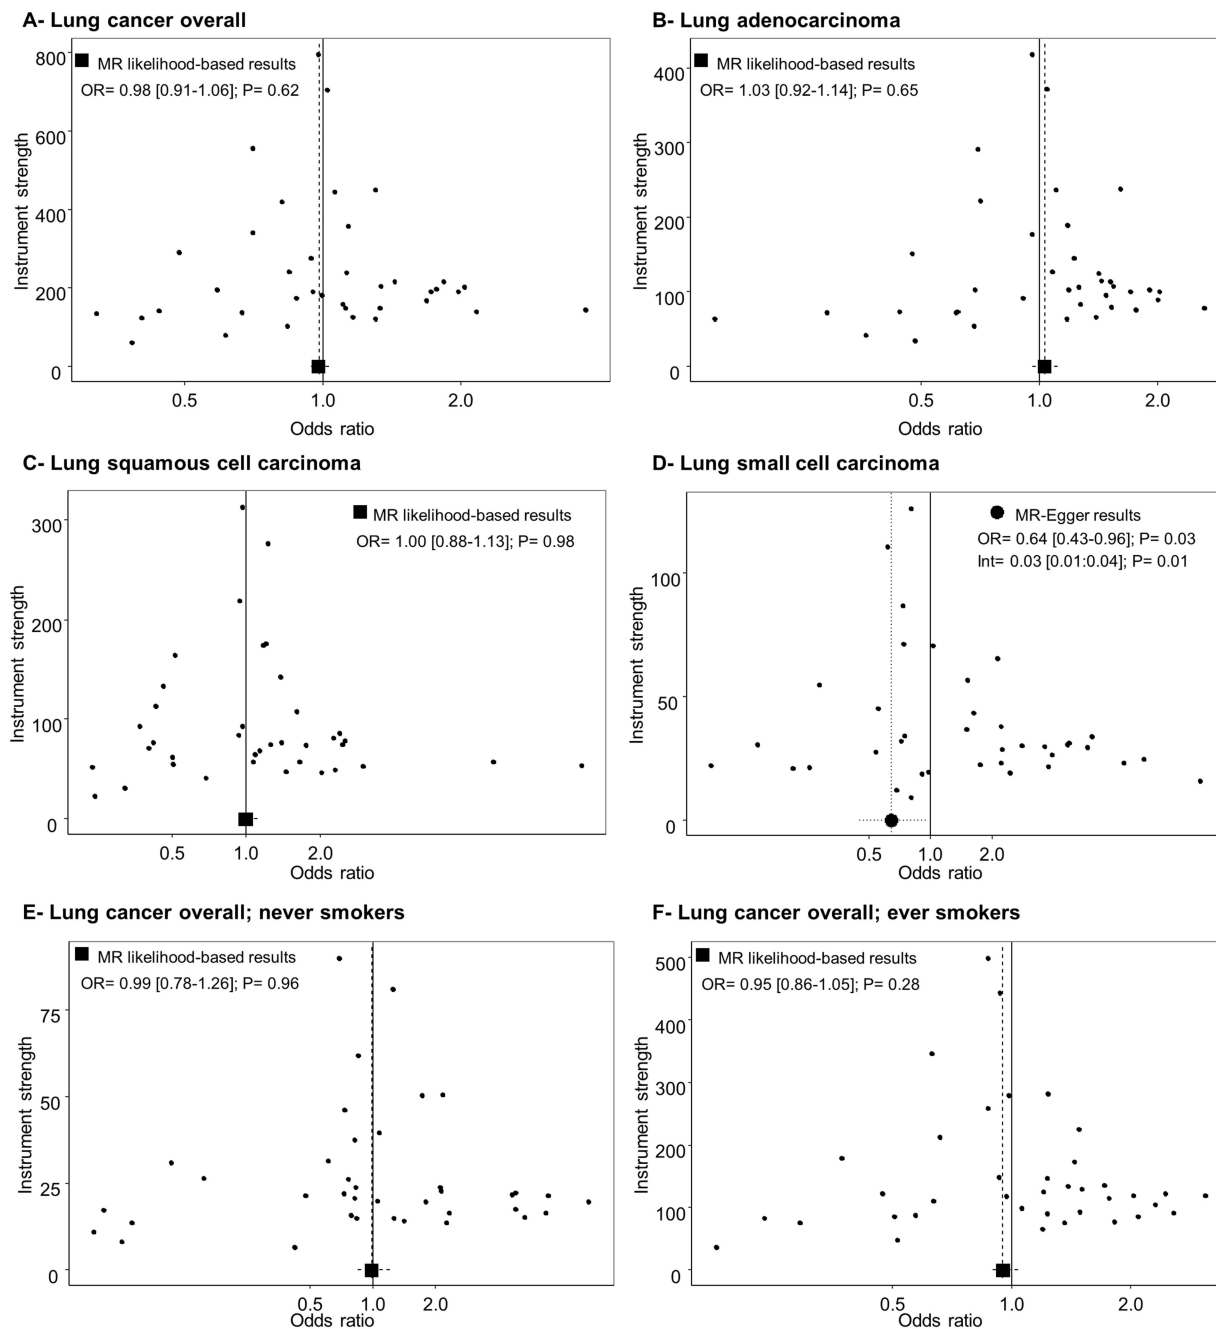 A- Lung cancer overall
MR likelihood-based results
OR= 0.98 [0.91-1.06]; P= 0.62
Instrument strength
800
600
400
200
0
0.5 1.0 2.0
Odds ratio
B- Lung adenocarcinoma
MR likelihood-based results
OR= 1.03 [0.92-1.14]; P= 0.65
Instrument strength
400
300
200
100
0
0.5 1.0 2.0
Odds ratio
C- Lung squamous cell carcinoma
MR likelihood-based results
OR= 1.00 [0.88-1.13]; P= 0.98
Instrument strength
300
200
100
0
0.5 1.0 2.0
Odds ratio
D- Lung small cell carcinoma
MR-Egger results
OR= 0.64 [0.43-0.96]; P= 0.03
Int= 0.03 [0.01:0.04]; P= 0.01
Instrument strength
100
50
0
0.5 1.0 2.0
Odds ratio
E- Lung cancer overall; never smokers
MR likelihood-based results
OR= 0.99 [0.78-1.26]; P= 0.96
Instrument strength
75
50
25
0
0.5 1.0 2.0
Odds ratio
F- Lung cancer overall; ever smokers
MR likelihood-based results
OR= 0.95 [0.86-1.05]; P= 0.28
Instrument strength
500
400
300
200
100
0
0.5 1.0 2.0
Odds ratio